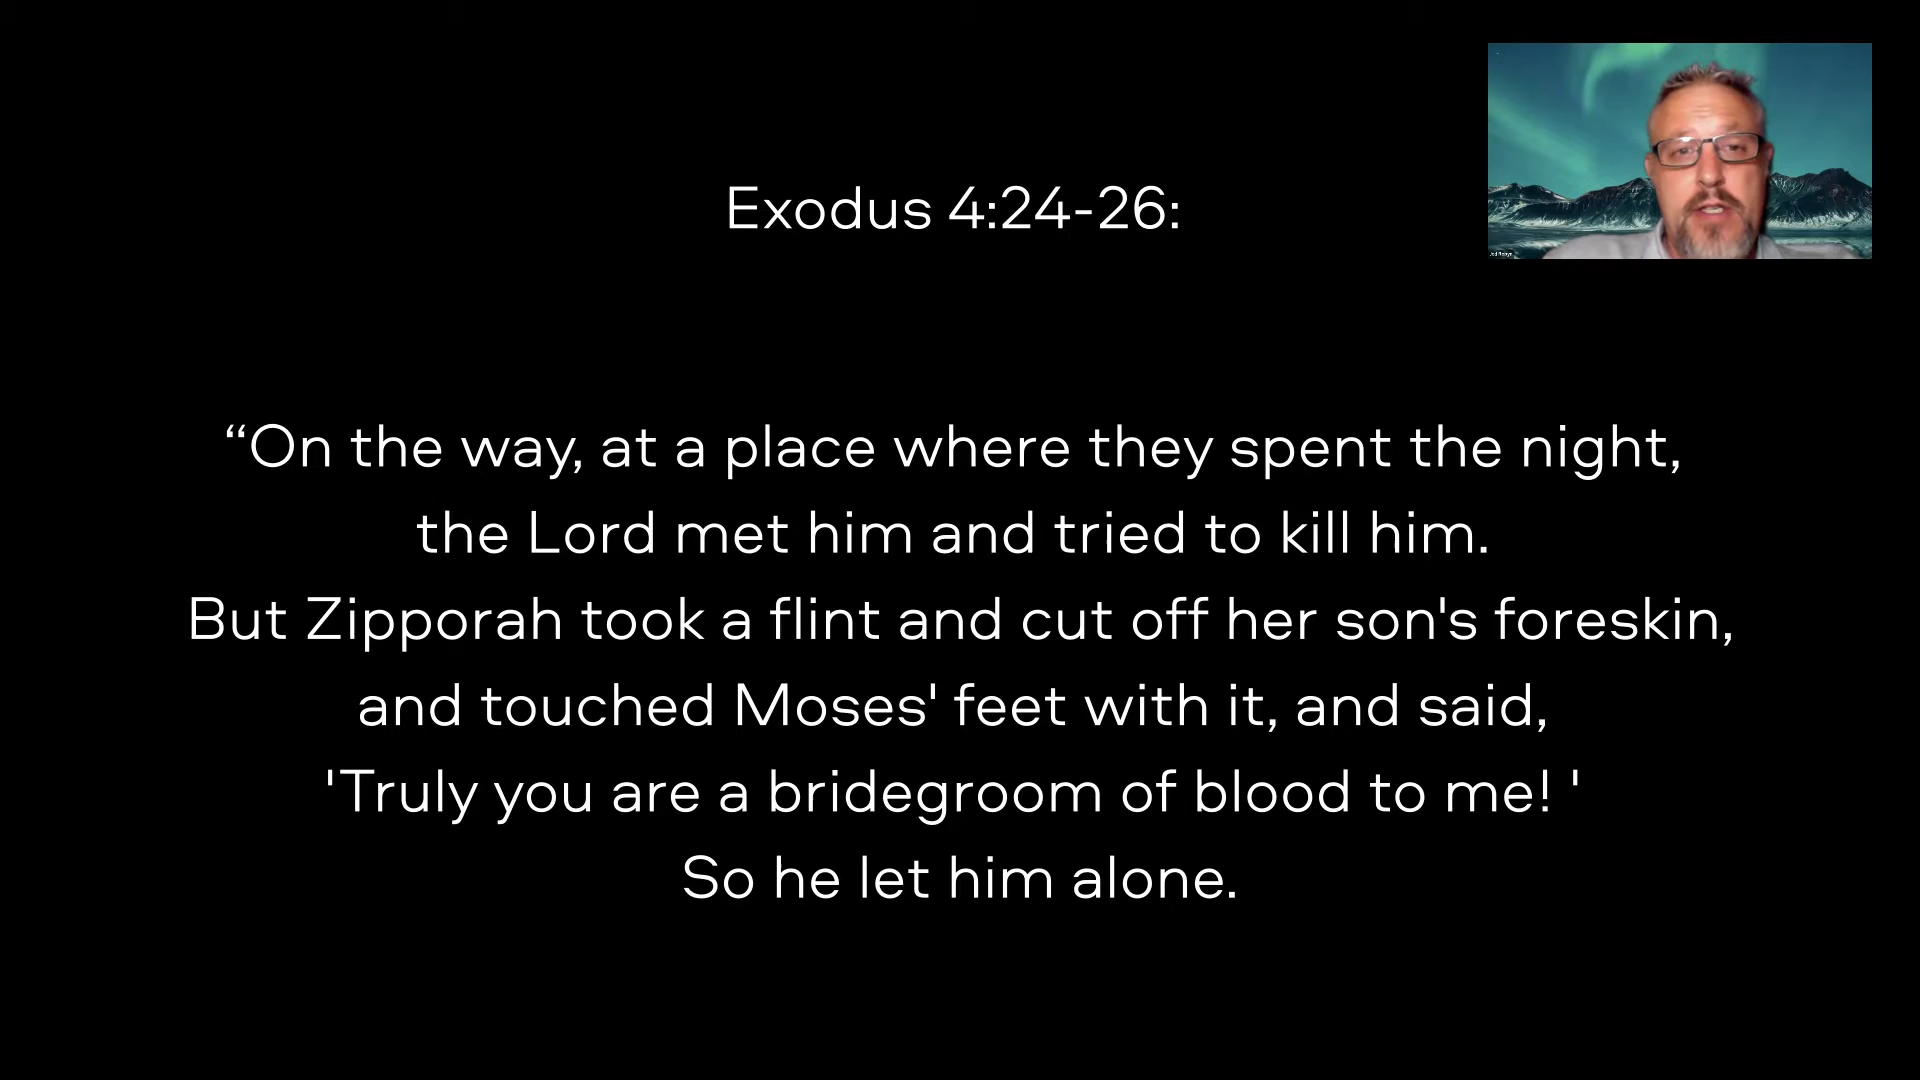 Exodus 4:24-26:
“On the way, at a place where they spent the night,
the Lord met him and tried to kill him.
But Zipporah took a flint and cut off her son's foreskin,
and touched Moses' feet with it, and said,
'Truly you are a bridegroom of blood to me! '
So he let him alone.